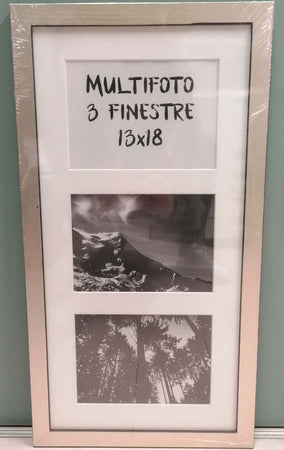 MULTIFOTO
3 FINESTRE
13x18